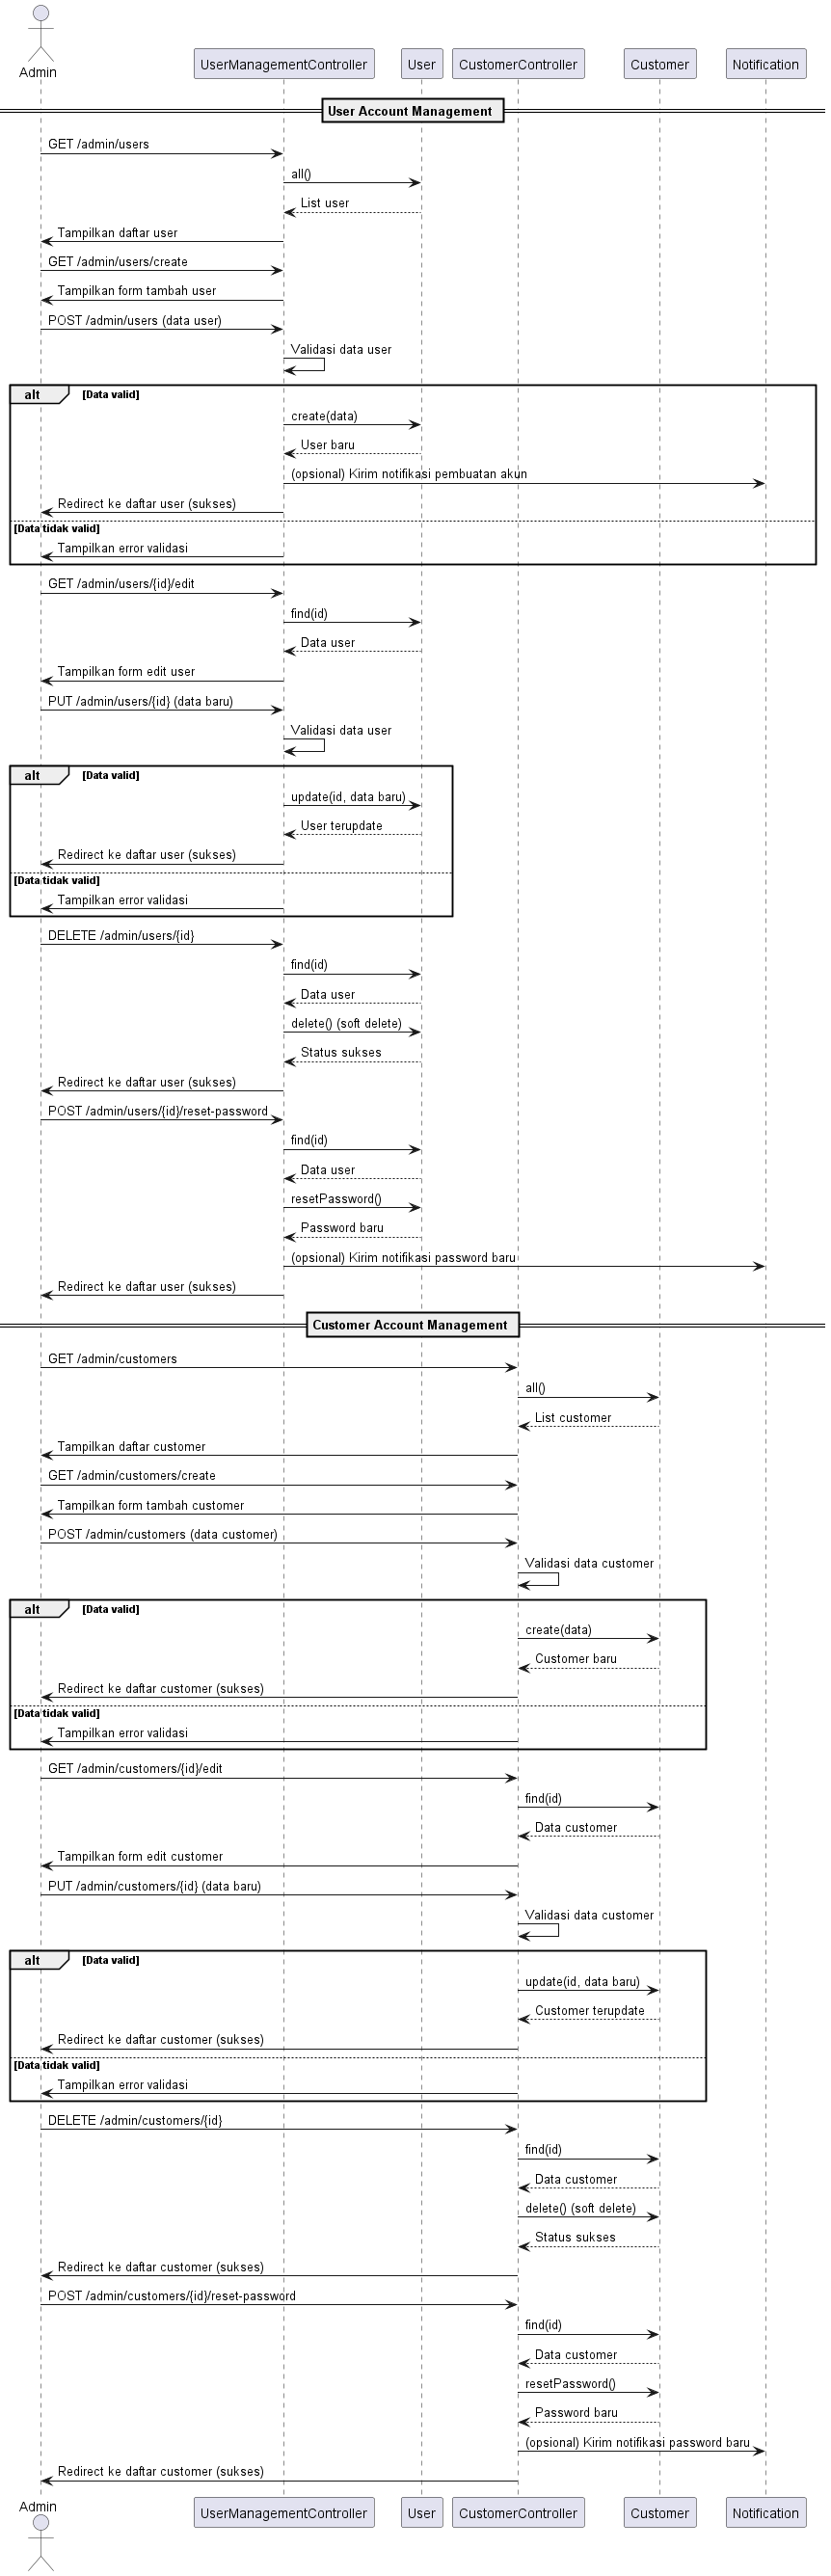 Admin
UserManagementController
User
CustomerController
Customer
Notification
User Account Management
GET /admin/users
all()
List user
Tampilkan daftar user
GET /admin/users/create
Tampilkan form tambah user
POST /admin/users (data user)
Validasi data user
alt [Data valid]
create(data)
User baru
(opsional) Kirim notifikasi pembuatan akun
Redirect ke daftar user (sukses)
[Data tidak valid]
Tampilkan error validasi
GET /admin/users/{id}/edit
find(id)
Data user
Tampilkan form edit user
PUT /admin/users/{id} (data baru)
Validasi data user
alt [Data valid]
update(id, data baru)
User terupdate
Redirect ke daftar user (sukses)
[Data tidak valid]
Tampilkan error validasi
DELETE /admin/users/{id}
find(id)
Data user
delete() (soft delete)
Status sukses
Redirect ke daftar user (sukses)
POST /admin/users/{id}/reset-password
find(id)
Data user
resetPassword()
Password baru
(opsional) Kirim notifikasi password baru
Redirect ke daftar user (sukses)
Customer Account Management
GET /admin/customers
all()
List customer
Tampilkan daftar customer
GET /admin/customers/create
Tampilkan form tambah customer
POST /admin/customers (data customer)
Validasi data customer
alt [Data valid]
create(data)
Customer baru
Redirect ke daftar customer (sukses)
[Data tidak valid]
Tampilkan error validasi
GET /admin/customers/{id}/edit
find(id)
Data customer
Tampilkan form edit customer
PUT /admin/customers/{id} (data baru)
Validasi data customer
alt [Data valid]
update(id, data baru)
Customer terupdate
Redirect ke daftar customer (sukses)
[Data tidak valid]
Tampilkan error validasi
DELETE /admin/customers/{id}
find(id)
Data customer
delete() (soft delete)
Status sukses
Redirect ke daftar customer (sukses)
POST /admin/customers/{id}/reset-password
find(id)
Data customer
resetPassword()
Password baru
(opsional) Kirim notifikasi password baru
Redirect ke daftar customer (sukses)
Admin
UserManagementController
User
CustomerController
Customer
Notification